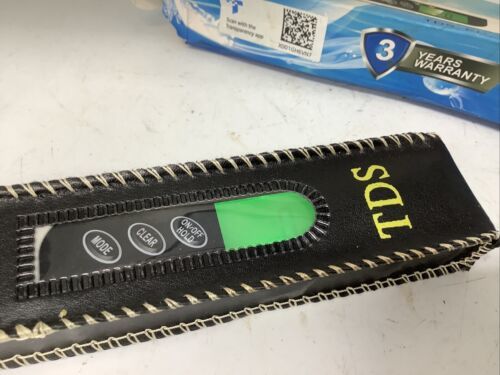 Scan with the
Transparency app
3
YEARS
WARRANTY
TDS
MODE
CLEAR
ON/OFF
HOLD